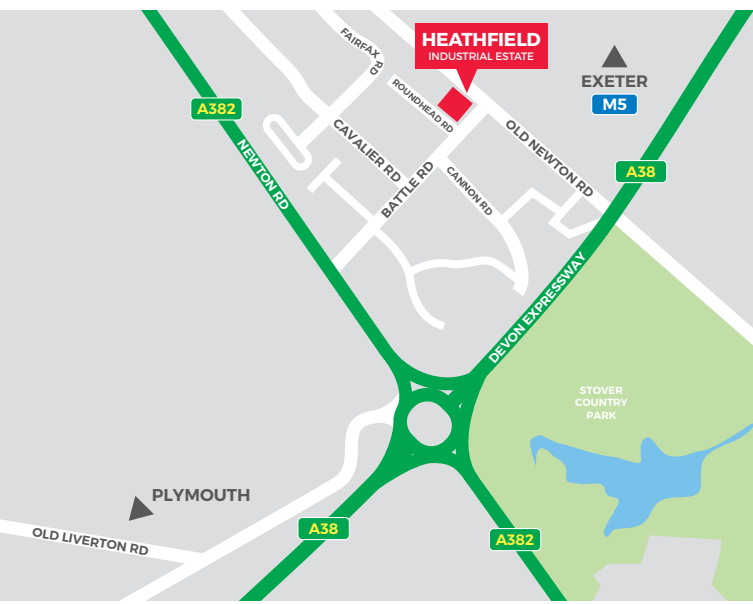 FAIRFAX RD
HEATHFIELD
INDUSTRIAL ESTATE
EXETER
M5
ROUNDHEAD RD
A382
CAVALIER RD
OLD NEWTON RD
NEWTON RD
BATTLE RD
CANNON RD
A38
DEVON EXPRESSWAY
STOVER
COUNTRY
PARK
PLYMOUTH
OLD LIVERTON RD
A38
A382